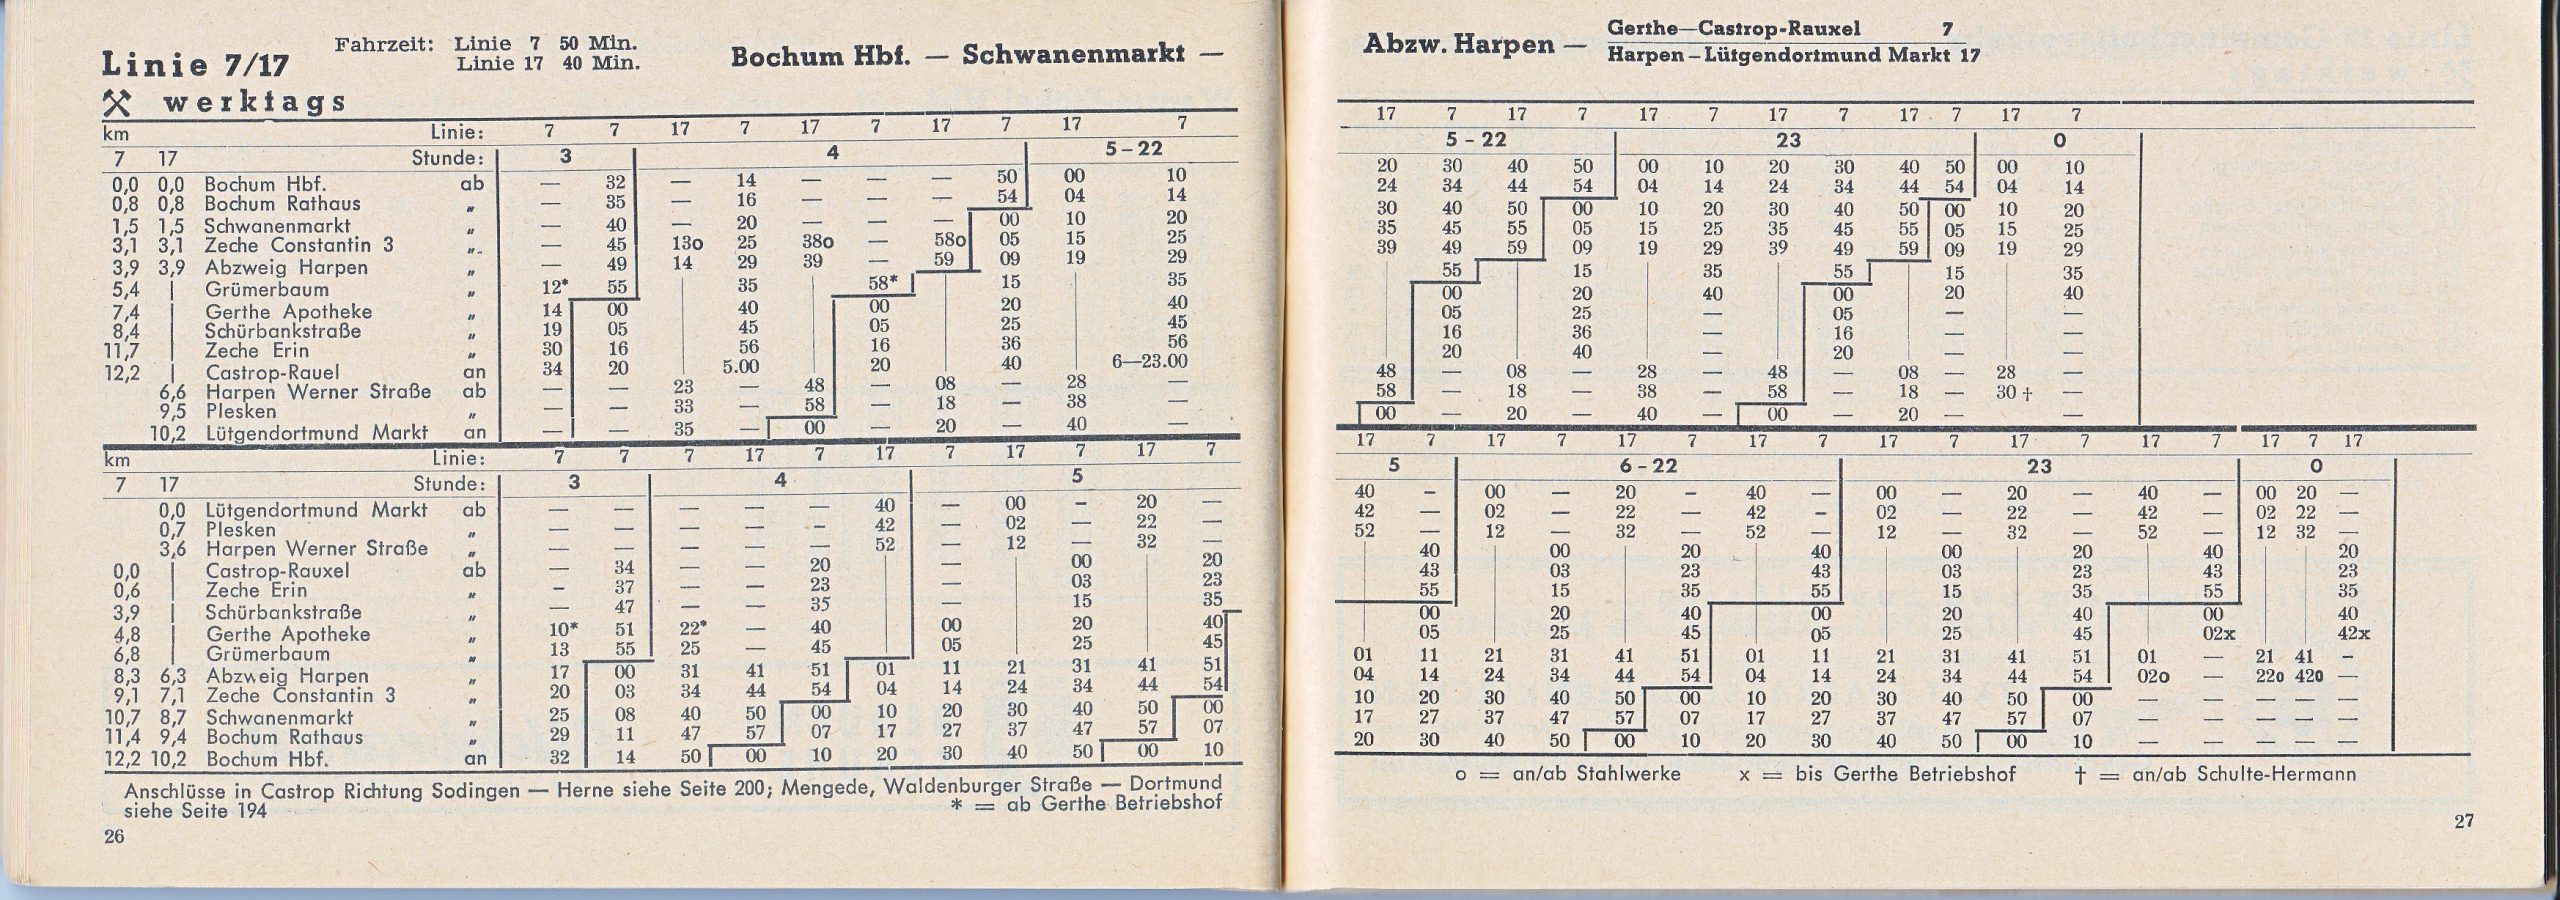 Linie 7/17 Fahrzeit: Linie 7 50 Min. Bochum Hbf. — Schwanenmarkt —
Linie 17 40 Min.
⚒ werktags
km Linie: 7 7 17 7 17 7 17 7 17 7
7 17 Stunde: 3 4 5–22
0,0 0,0 Bochum Hbf. ab — 32 — 14 — — — 50 00 10
0,8 0,8 Bochum Rathaus „ — 35 — 16 — — — 54 04 14
1,5 1,5 Schwanenmarkt „ — 40 — 20 — — — 00 10 20
3,1 3,1 Zeche Constantin 3 „ — 45 13o 25 38o — 58o 05 15 25
3,9 3,9 Abzweig Harpen „ — 49 14 29 39 — 59 09 19 29
5,4 | Grümerbaum „ 12* 55 | 35 | 58* | 15 | 35
7,4 | Gerthe Apotheke „ 14 00 | 40 | 00 | 20 | 40
8,4 | Schürbankstraße „ 19 05 | 45 | 05 | 25 | 45
11,7 | Zeche Erin „ 30 16 | 56 | 16 | 36 | 56
12,2 | Castrop-Rauel an 34 20 | 5.00 | 20 | 40 | 6—23.00
6,6 Harpen Werner Straße ab — — 23 — 48 — 08 — 28 —
9,5 Plesken „ — — 33 — 58 — 18 — 38 —
10,2 Lütgendortmund Markt an — — 35 — 00 — 20 — 40 —
km Linie: 7 7 7 17 7 17 7 17 7 17 7
7 17 Stunde: 3 4 5
0,0 Lütgendortmund Markt ab — — — — — 40 — 00 – 20 —
0,7 Plesken „ — — — — – 42 — 02 — 22 —
3,6 Harpen Werner Straße „ — — — — — 52 — 12 — 32 —
0,0 | Castrop-Rauxel ab — 34 — — 20 | — | 00 | 20
0,6 | Zeche Erin „ – 37 — — 23 | — | 03 | 23
3,9 | Schürbankstraße „ — 47 — — 35 | — | 15 | 35
4,8 | Gerthe Apotheke „ 10* 51 22* — 40 | 00 | 20 | 40
6,8 | Grümerbaum „ 13 55 25 — 45 | 05 | 25 | 45
8,3 6,3 Abzweig Harpen „ 17 00 31 41 51 01 11 21 31 41 51
9,1 7,1 Zeche Constantin 3 „ 20 03 34 44 54 04 14 24 34 44 54
10,7 8,7 Schwanenmarkt „ 25 08 40 50 00 10 20 30 40 50 00
11,4 9,4 Bochum Rathaus „ 29 11 47 57 07 17 27 37 47 57 07
12,2 10,2 Bochum Hbf. an 32 14 50 00 10 20 30 40 50 00 10
Anschlüsse in Castrop Richtung Sodingen — Herne siehe Seite 200; Mengede, Waldenburger Straße — Dortmund
siehe Seite 194 * = ab Gerthe Betriebshof
26
Abzw. Harpen — Gerthe—Castrop-Rauxel 7
Harpen–Lütgendortmund Markt 17
17 7 17 7 17 7 17 7 17 7 17 7
5–22 23 0
20 30 40 50 00 10 20 30 40 50 00 10
24 34 44 54 04 14 24 34 44 54 04 14
30 40 50 00 10 20 30 40 50 00 10 20
35 45 55 05 15 25 35 45 55 05 15 25
39 49 59 09 19 29 39 49 59 09 19 29
| 55 | 15 | 35 | 55 | 15 | 35
| 00 | 20 | 40 | 00 | 20 | 40
| 05 | 25 | — | 05 | — | —
| 16 | 36 | — | 16 | — | —
| 20 | 40 | — | 20 | — | —
48 — 08 — 28 — 48 — 08 — 28 —
58 — 18 — 38 — 58 — 18 — 30† —
00 — 20 — 40 — 00 — 20 —
17 7 17 7 17 7 17 7 17 7 17 7 17 7 17 7 17
5 6–22 23 0
40 – 00 — 20 – 40 — 00 — 20 — 40 — 00 20 —
42 — 02 — 22 — 42 – 02 — 22 — 42 — 02 22 —
52 — 12 — 32 — 52 — 12 — 32 — 52 — 12 32 —
| 40 | 00 | 20 | 40 | 00 | 20 | 40 | | 20
| 43 | 03 | 23 | 43 | 03 | 23 | 43 | | 23
| 55 | 15 | 35 | 55 | 15 | 35 | 55 | | 35
| 00 | 20 | 40 | 00 | 20 | 40 | 00 | | 40
| 05 | 25 | 45 | 05 | 25 | 45 | 02x | | 42x
01 11 21 31 41 51 01 11 21 31 41 51 01 — 21 41 –
04 14 24 34 44 54 04 14 24 34 44 54 02o — 22o 42o —
10 20 30 40 50 00 10 20 30 40 50 00 — — — — —
17 27 37 47 57 07 17 27 37 47 57 07 — — — — —
20 30 40 50 00 10 20 30 40 50 00 10 — — — — —
o = an/ab Stahlwerke x = bis Gerthe Betriebshof † = an/ab Schulte-Hermann
27